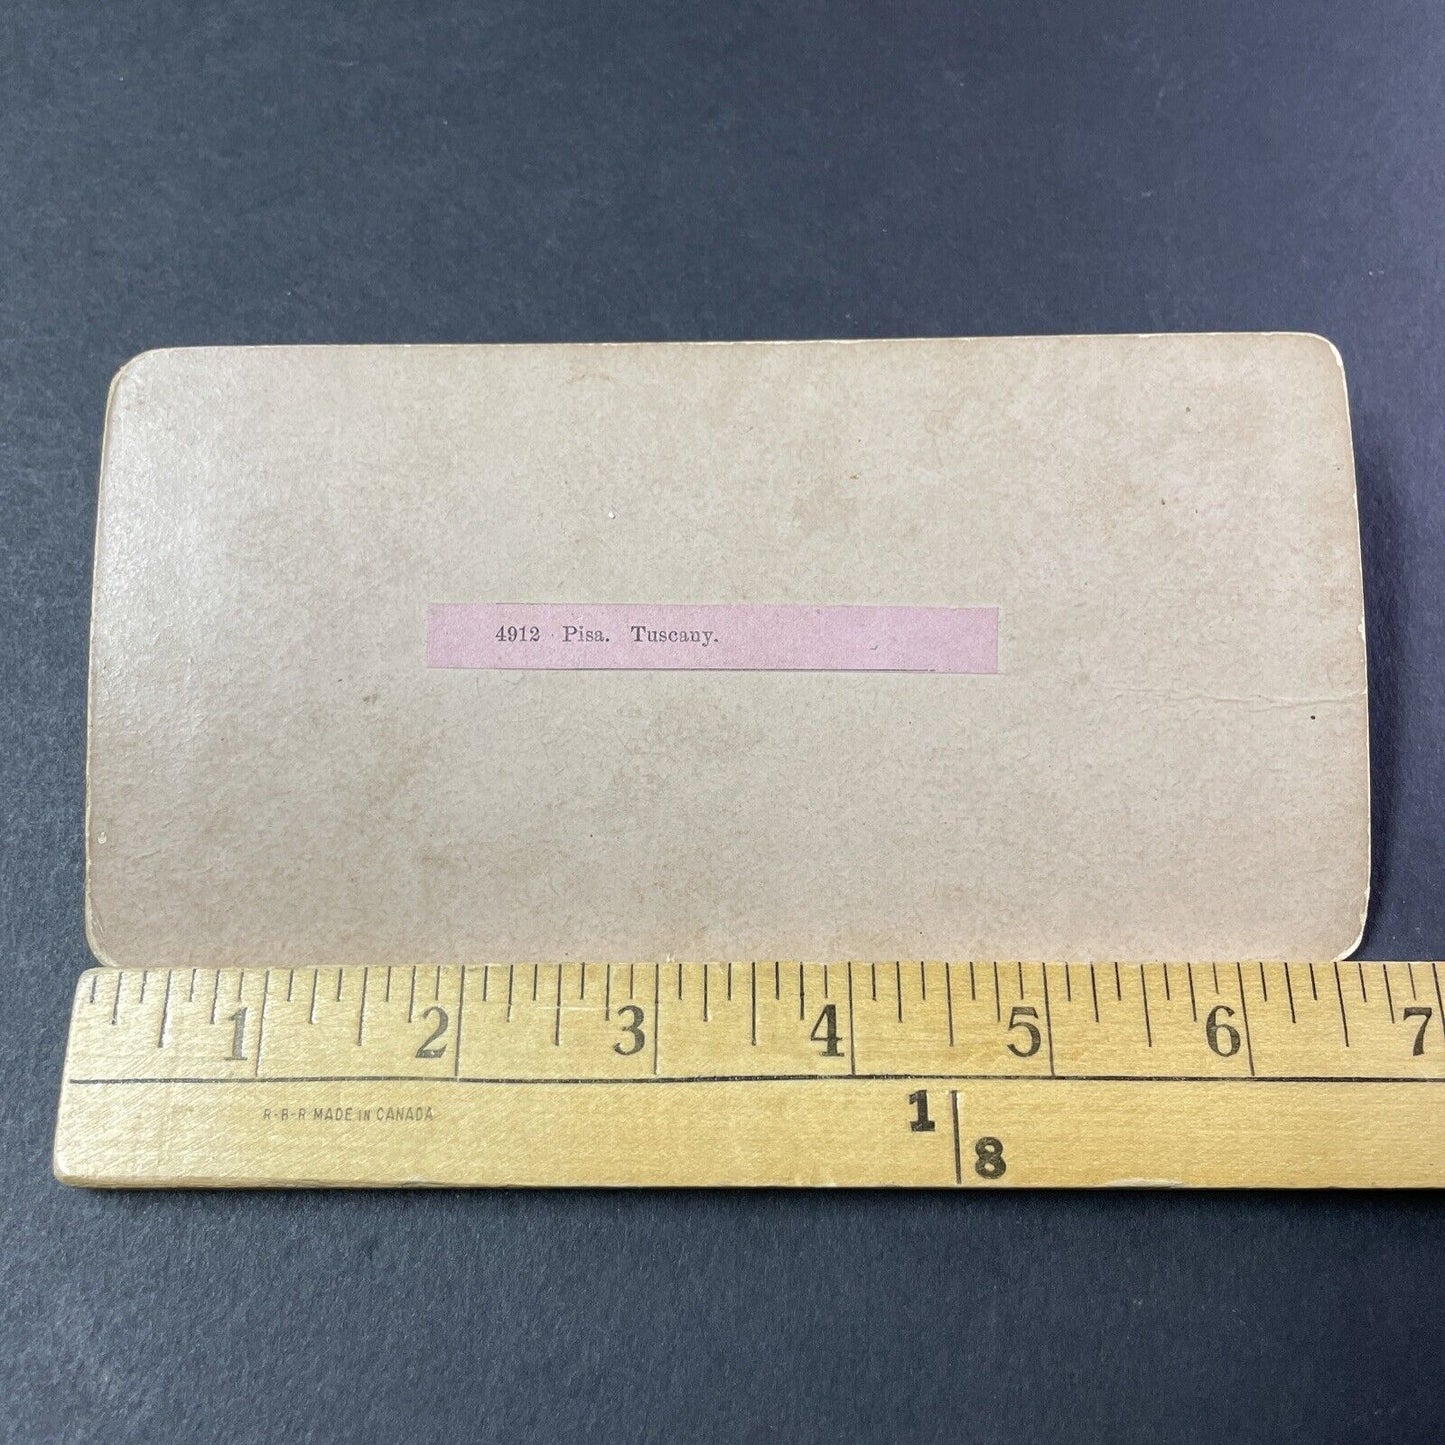 4912 Pisa. Tuscany.
1 2 3 4 5 6 7
R-B-R MADE IN CANADA
1
8